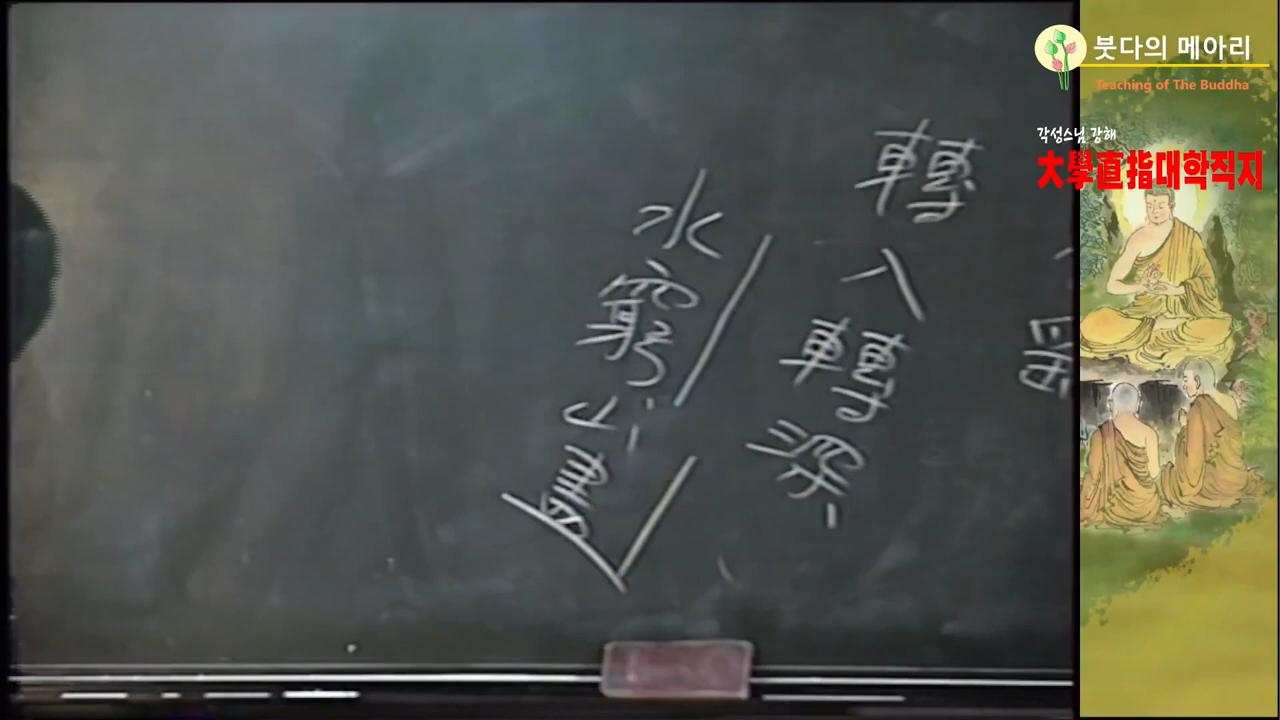 붓다의 메아리
Teaching of The Buddha
각성스님 강해
大學直指대학직지
轉入轉深
水窮山盡